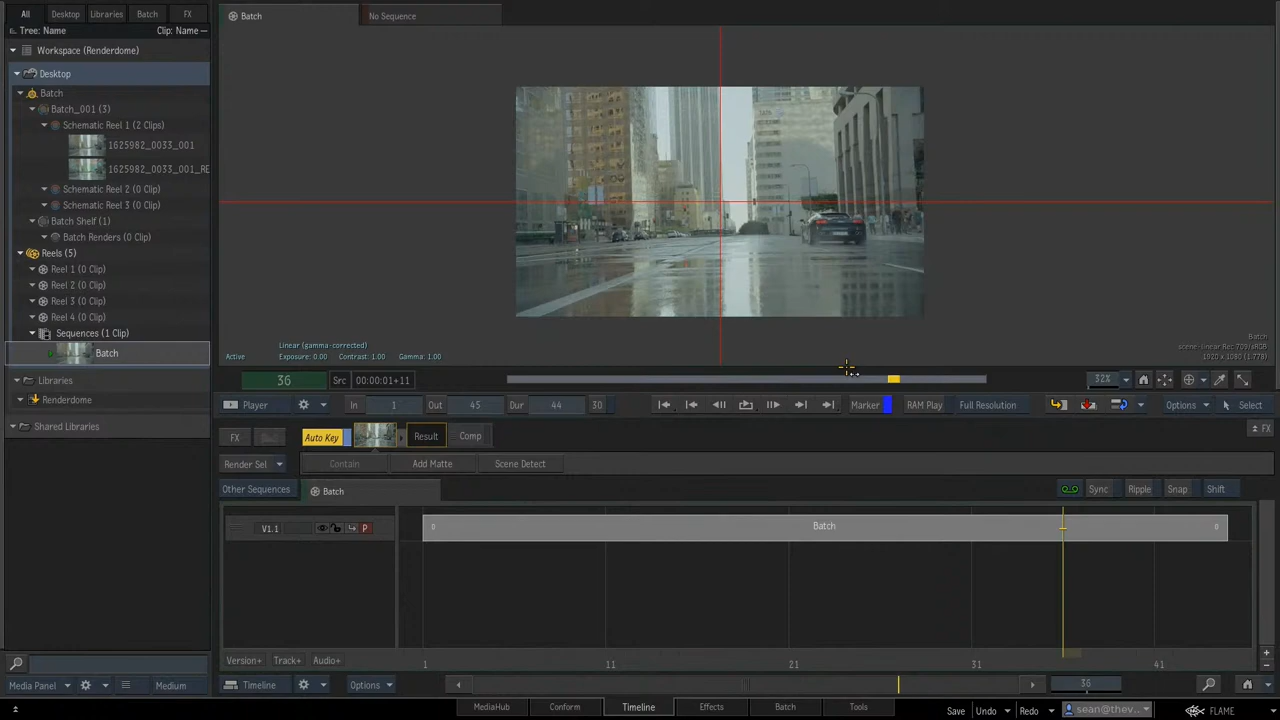 All Desktop Libraries Batch FX
Tree: Name Clip: Name
Workspace (Renderdome)
Desktop
Batch
Batch_001 (3)
Schematic Reel 1 (2 Clips)
1625982_0033_001
1625982_0033_001_RE
Schematic Reel 2 (0 Clip)
Schematic Reel 3 (0 Clip)
Batch Shelf (1)
Batch Renders (0 Clip)
Reels (5)
Reel 1 (0 Clip)
Reel 2 (0 Clip)
Reel 3 (0 Clip)
Reel 4 (0 Clip)
Sequences (1 Clip)
Batch
Libraries
Renderdome
Shared Libraries
Media Panel Medium
Batch No Sequence
Linear (gamma-corrected)
Active Exposure: 0.00 Contrast: 1.00 Gamma: 1.00
Batch
scene-linear Rec 709/sRGB
1920 x 1080 (1.778)
36 Src 00:00:01+11 32%
Player In 1 Out 45 Dur 44 30 Marker RAM Play Full Resolution Options Select
FX Auto Key Result Comp FX
Render Sel Contain Add Matte Scene Detect
Other Sequences Batch Sync Ripple Snap Shift
V1.1 P 0 Batch 0
Version+ Track+ Audio+ 1 11 21 31 41
Timeline Options 36
MediaHub Conform Timeline Effects Batch Tools Save Undo Redo sean@thev... FLAME